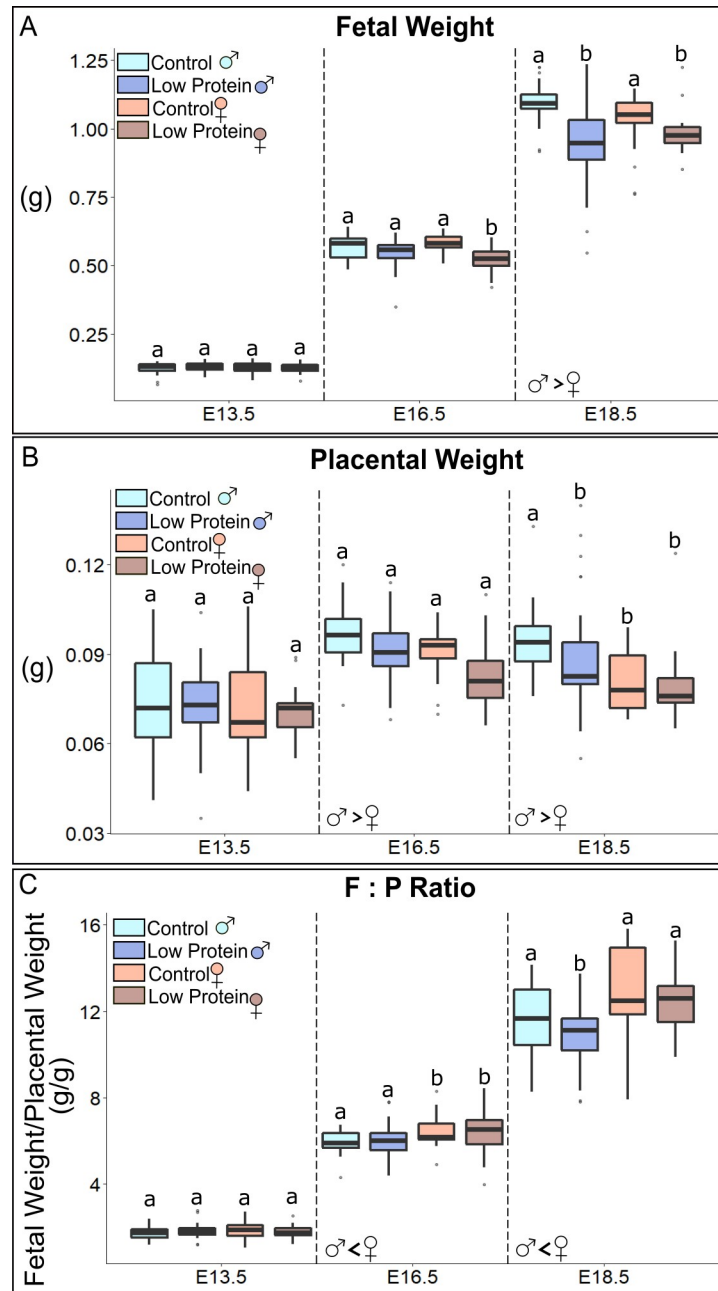 A
Fetal Weight
Control ♂
Low Protein ♂
Control ♀
Low Protein ♀
(g)
1.25
1.00
0.75
0.50
0.25
a a a a
a a a b
a b a b
♂ > ♀
E13.5 E16.5 E18.5
B
Placental Weight
Control ♂
Low Protein ♂
Control ♀
Low Protein ♀
(g)
0.12
0.09
0.06
0.03
a a a a
a a a a
a b b b
♂ > ♀ ♂ > ♀
E13.5 E16.5 E18.5
C
F : P Ratio
Control ♂
Low Protein ♂
Control ♀
Low Protein ♀
Fetal Weight/Placental Weight
(g/g)
16
12
8
4
a a a a
a a b b
a b a a
♂ < ♀ ♂ < ♀
E13.5 E16.5 E18.5